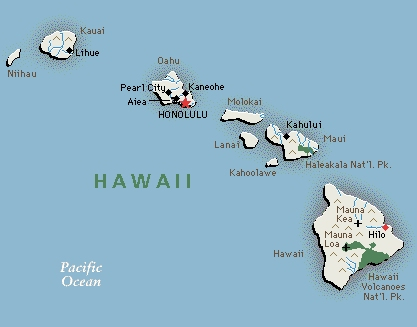 Kauai
Lihue
Niihau
Oahu
Pearl City
Kaneohe
Aiea
HONOLULU
Molokai
Kahului
Lanai
Maui
Haleakala Nat'l. Pk.
Kahoolawe
HAWAII
Mauna
Kea
Mauna
Loa
Hilo
Hawaii
Hawaii
Volcanoes
Nat'l. Pk.
Pacific
Ocean